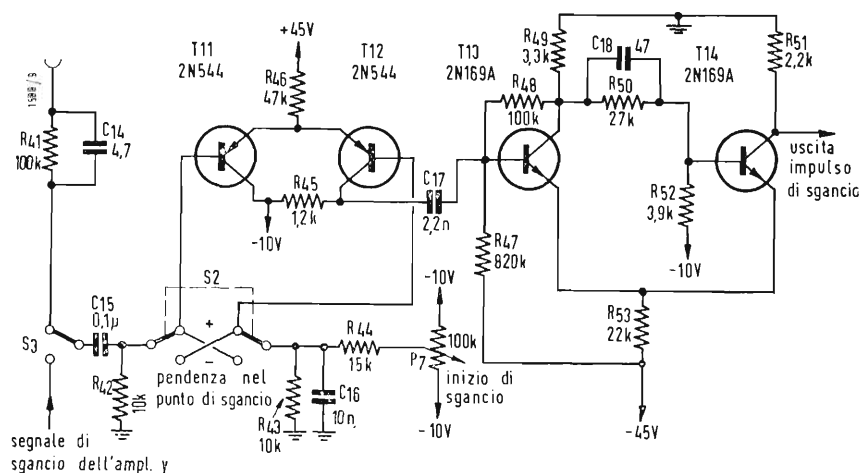 +45V
T11
2N544
T12
2N544
R46
47k
T13
2N169A
R49
3,3k
C18
47
T14
2N169A
R51
2,2k
R48
100k
R50
27k
1588/9
R41
100k
C14
4,7
R45
1,2k
C17
2,2n
-10V
R52
3,9k
-10V
uscita
impulso
di sgancio
R47
820k
S2
-10V
C15
0,1µ
S3
+
-
R44
15k
P7
100k
R53
22k
R42
10k
pendenza nel
punto di sgancio
R43
10k
C16
10n
inizio di
sgancio
-10V
-45V
segnale di
sgancio dell'ampl. y